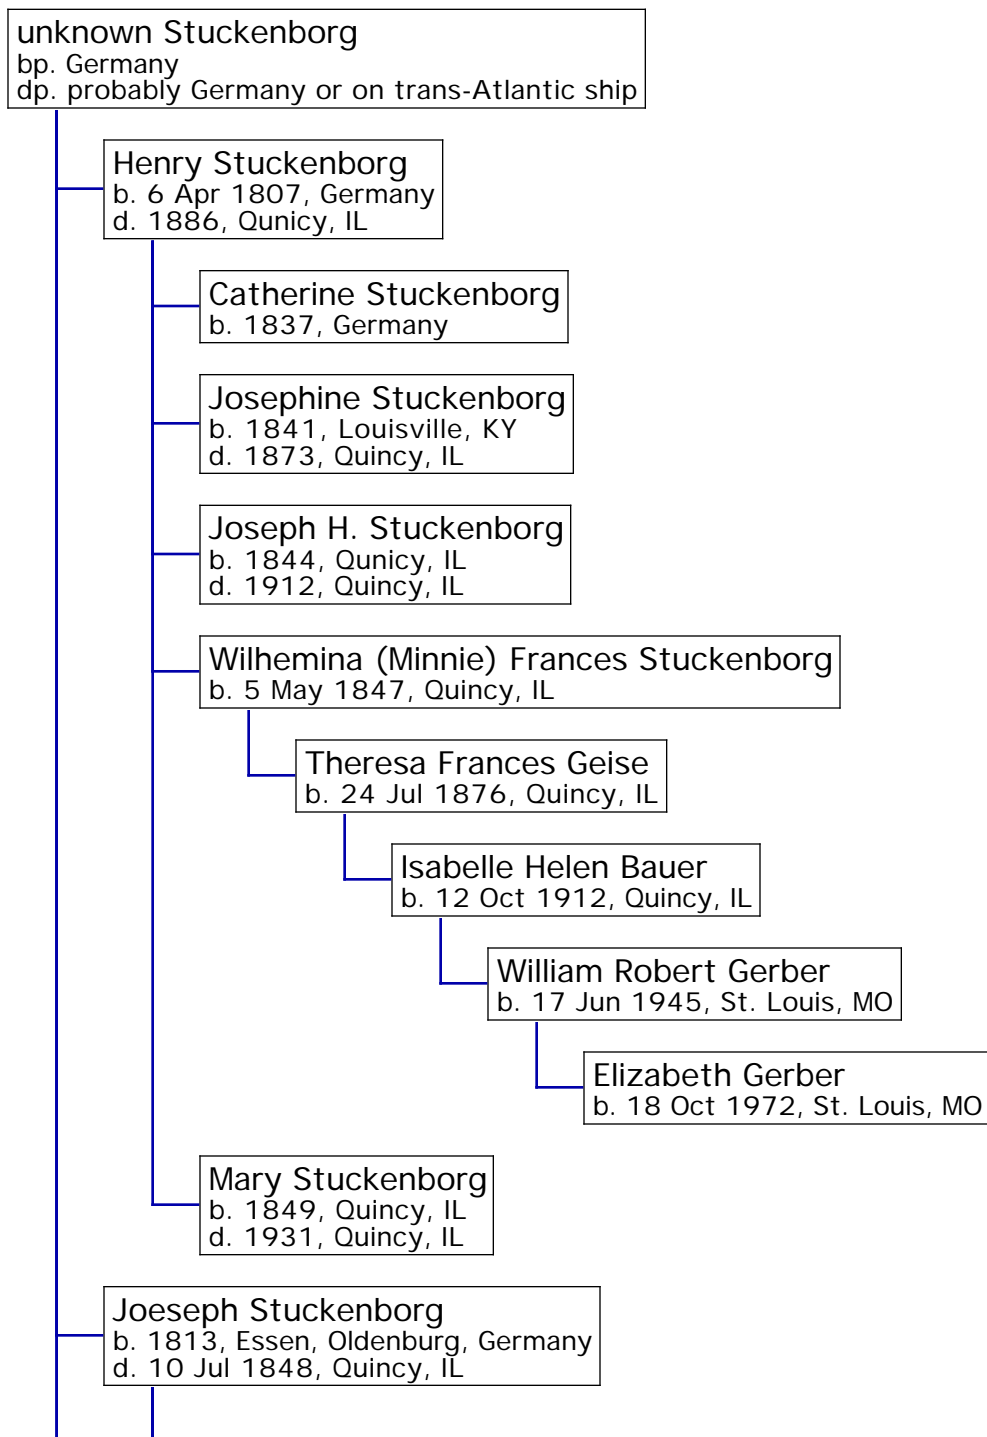 unknown Stuckenborg
bp. Germany
dp. probably Germany or on trans-Atlantic ship
Henry Stuckenborg
b. 6 Apr 1807, Germany
d. 1886, Qunicy, IL
Catherine Stuckenborg
b. 1837, Germany
Josephine Stuckenborg
b. 1841, Louisville, KY
d. 1873, Quincy, IL
Joseph H. Stuckenborg
b. 1844, Qunicy, IL
d. 1912, Quincy, IL
Wilhemina (Minnie) Frances Stuckenborg
b. 5 May 1847, Quincy, IL
Theresa Frances Geise
b. 24 Jul 1876, Quincy, IL
Isabelle Helen Bauer
b. 12 Oct 1912, Quincy, IL
William Robert Gerber
b. 17 Jun 1945, St. Louis, MO
Elizabeth Gerber
b. 18 Oct 1972, St. Louis, MO
Mary Stuckenborg
b. 1849, Quincy, IL
d. 1931, Quincy, IL
Joeseph Stuckenborg
b. 1813, Essen, Oldenburg, Germany
d. 10 Jul 1848, Quincy, IL